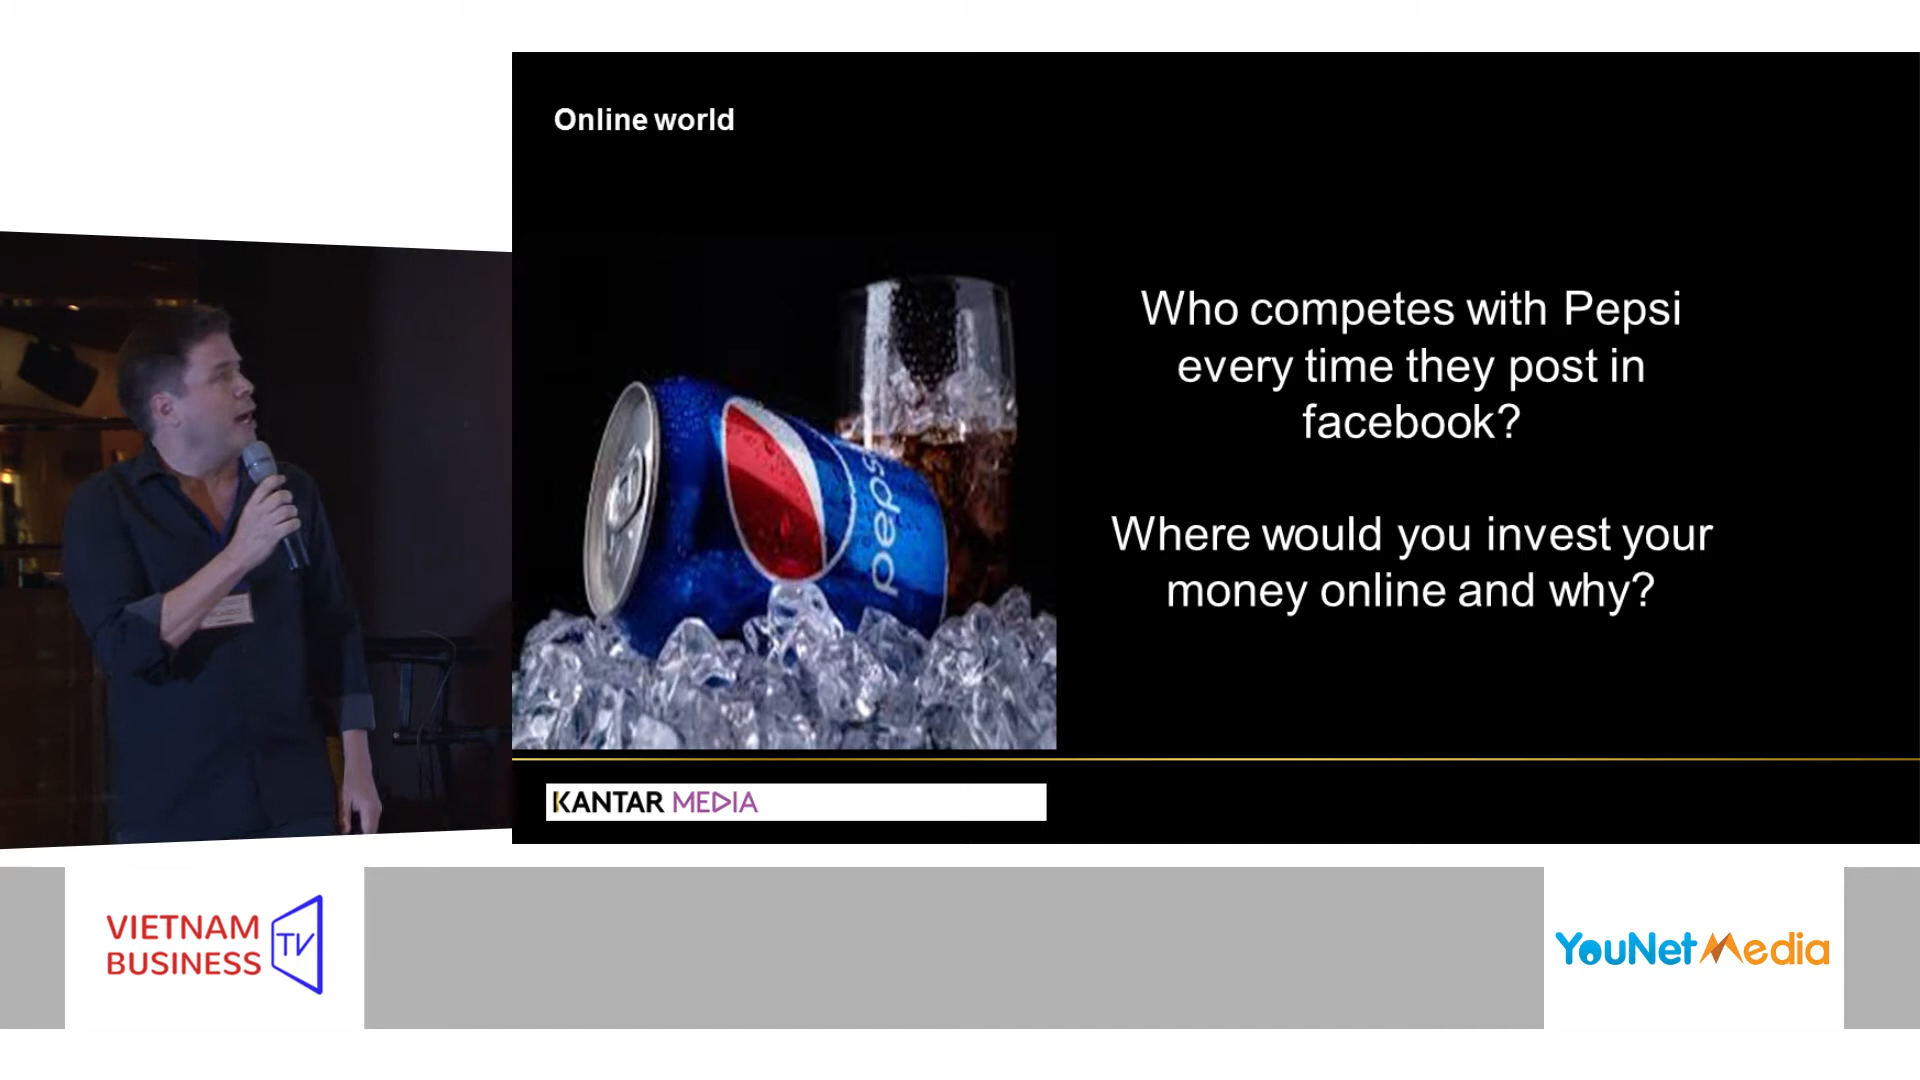 Online world
Who competes with Pepsi
every time they post in
facebook?
Where would you invest your
money online and why?
pepsi
KANTAR MEDIA
VIETNAM
BUSINESS
TV
YouNetMedia